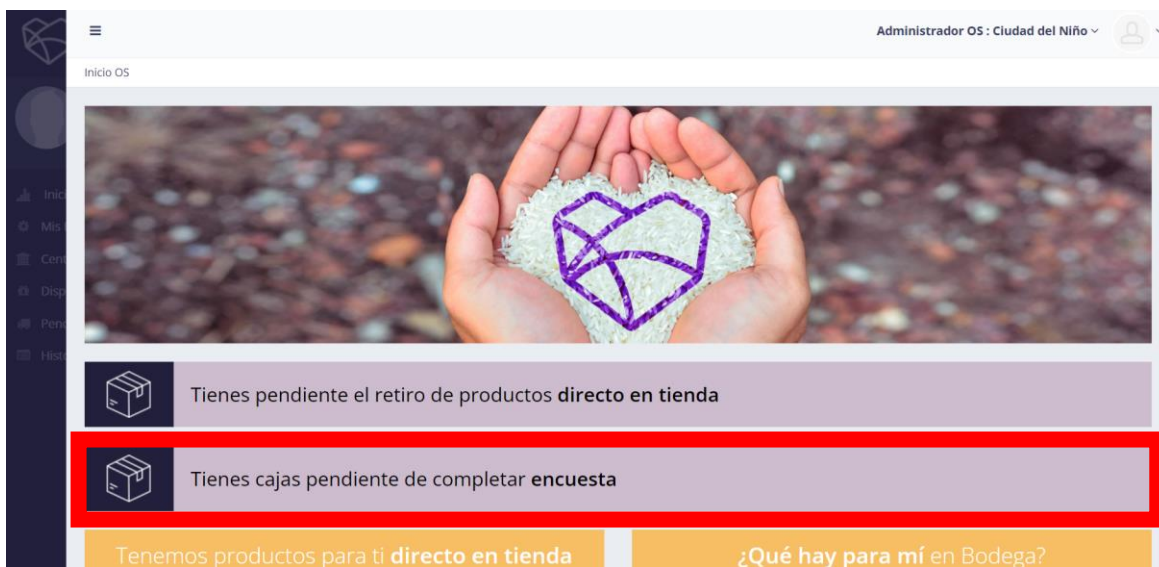 Administrador OS : Ciudad del Niño
Inicio OS
Tienes pendiente el retiro de productos directo en tienda
Tienes cajas pendiente de completar encuesta
Tenemos productos para ti directo en tienda
¿Qué hay para mí en Bodega?